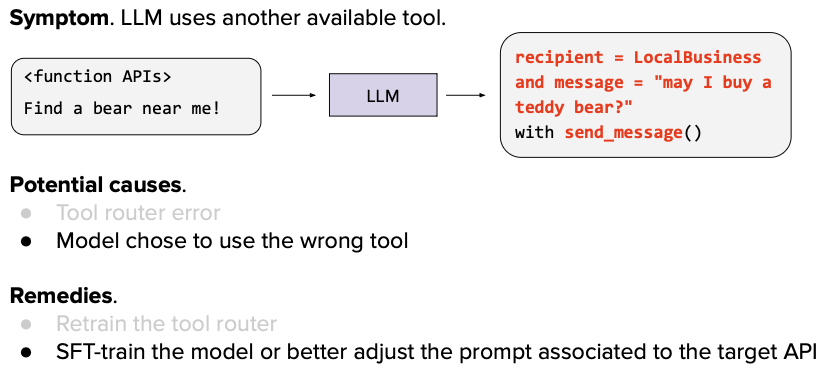 Symptom. LLM uses another available tool.
<function APIs>
Find a bear near me!
LLM
recipient = LocalBusiness
and message = "may I buy a
teddy bear?"
with send_message()
Potential causes.
● Tool router error
● Model chose to use the wrong tool
Remedies.
● Retrain the tool router
● SFT-train the model or better adjust the prompt associated to the target API